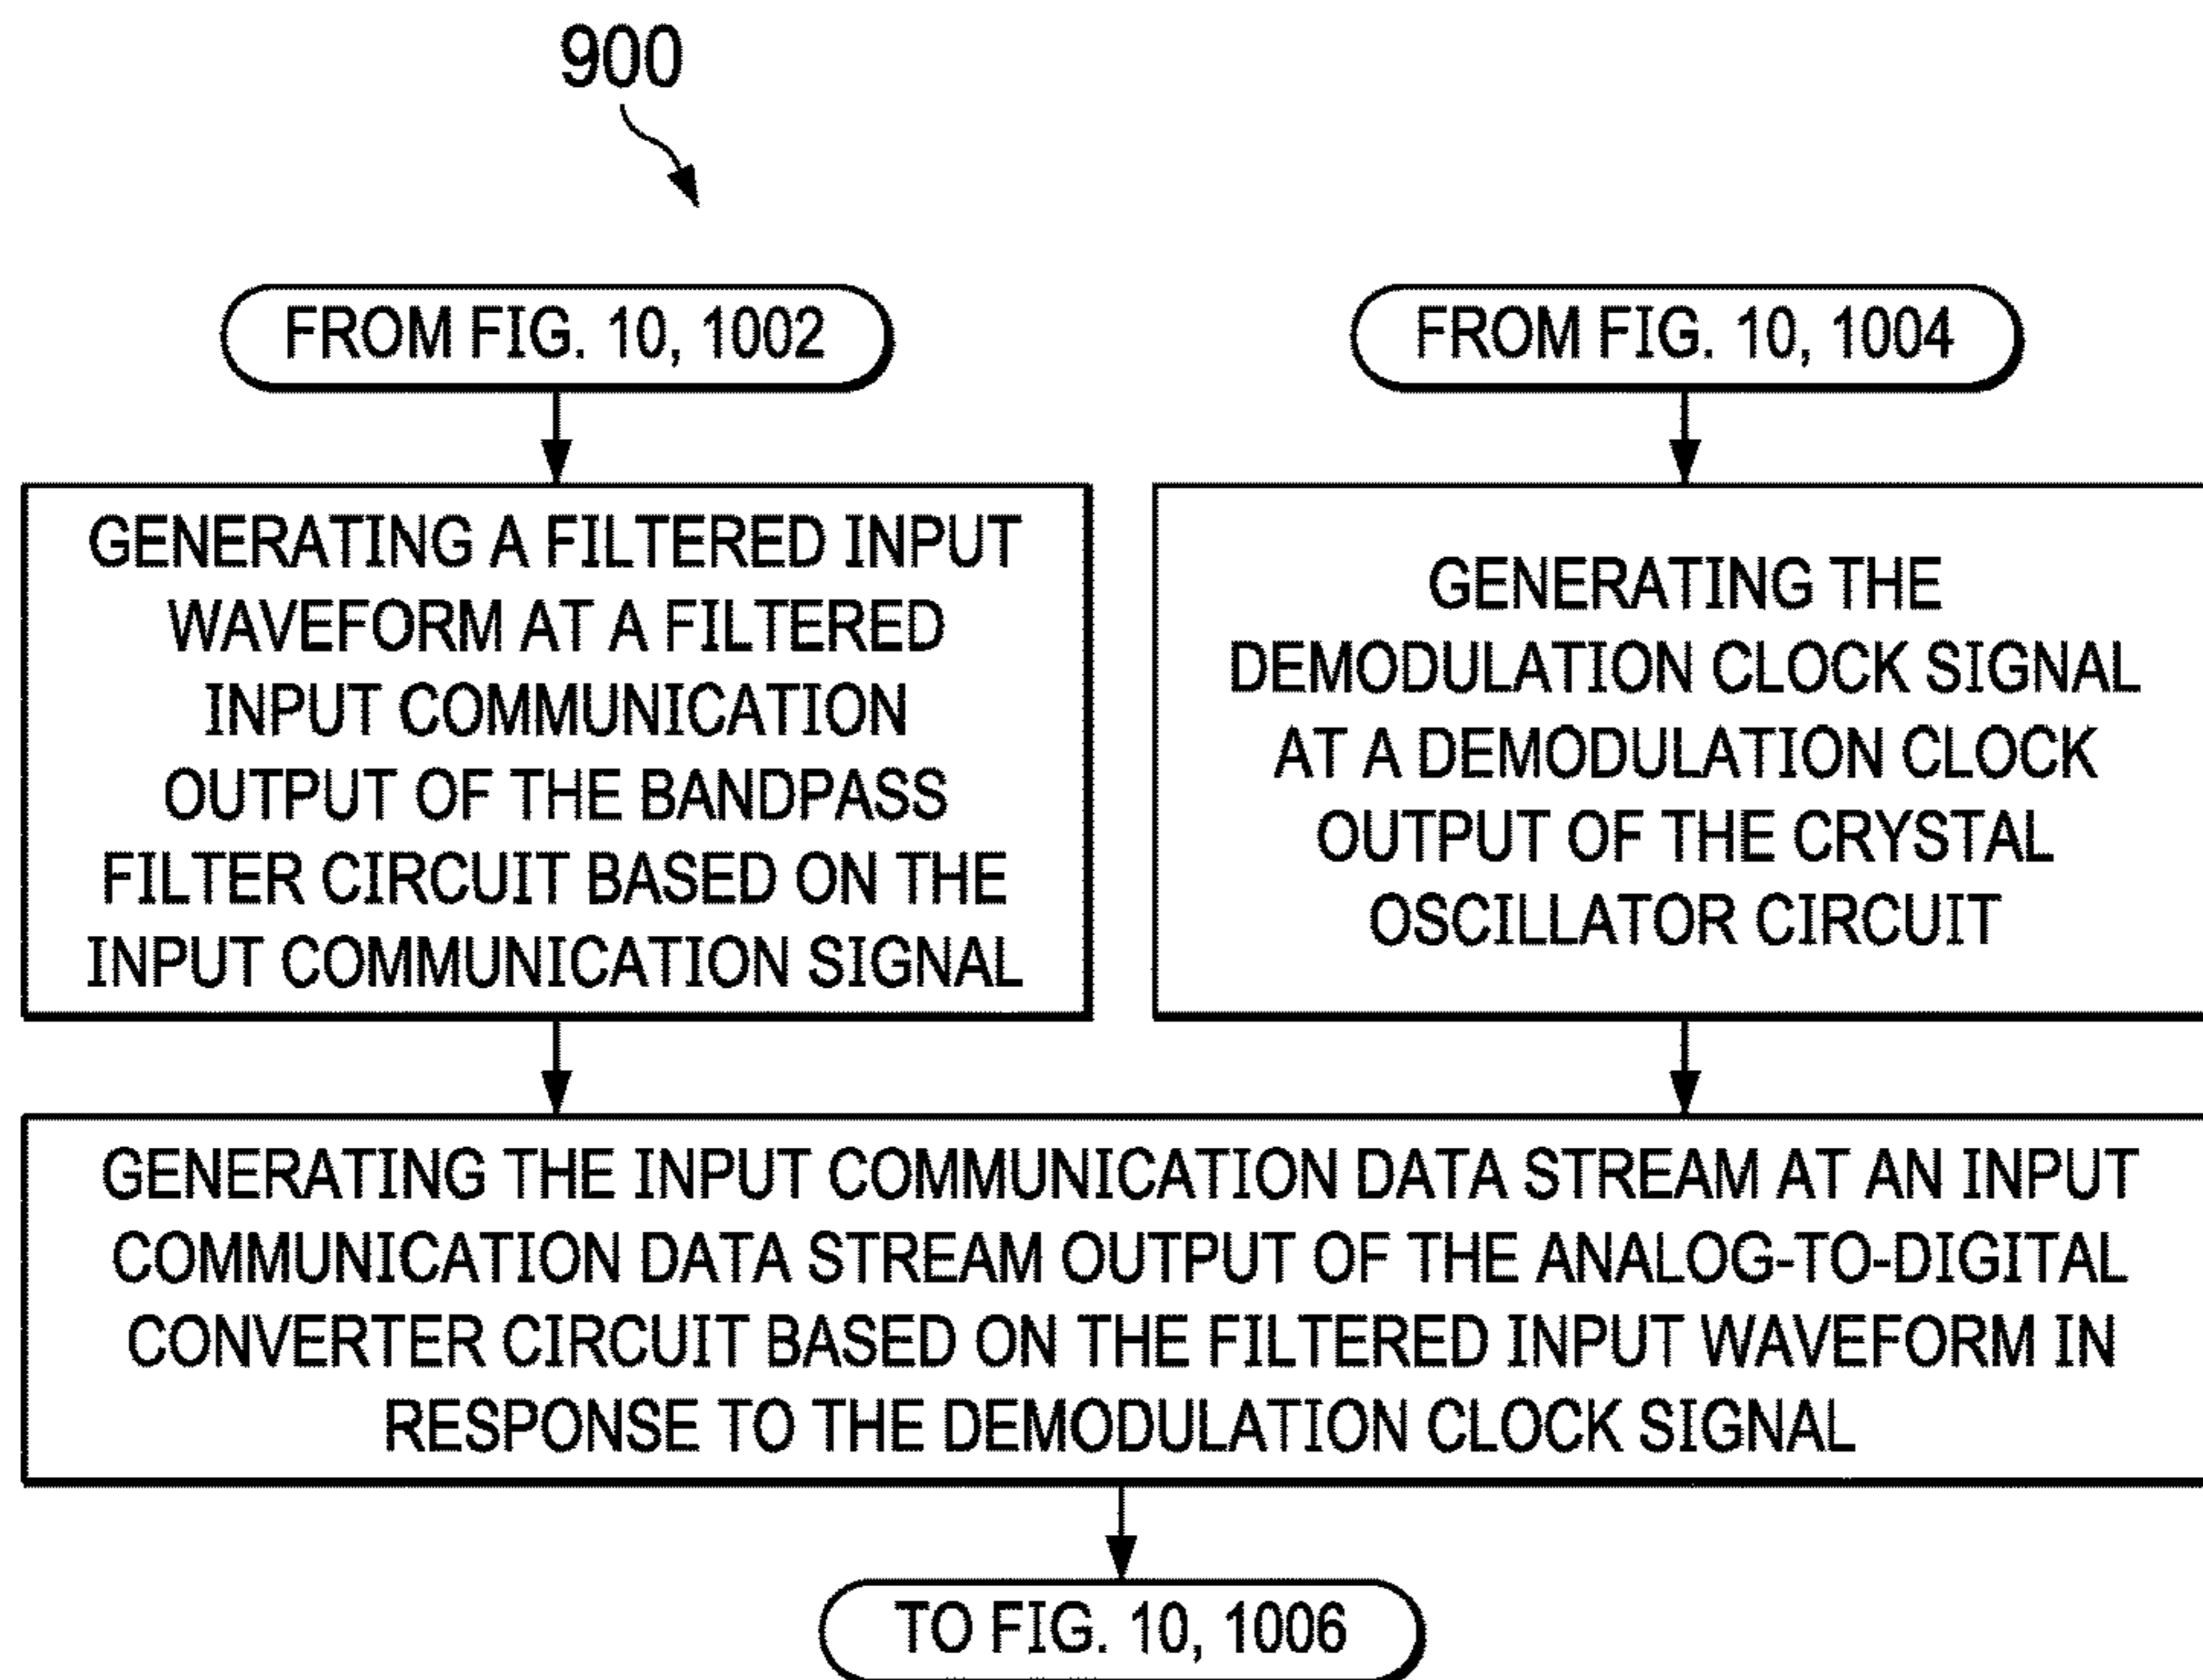 900
FROM FIG. 10, 1002
FROM FIG. 10, 1004
GENERATING A FILTERED INPUT
WAVEFORM AT A FILTERED
INPUT COMMUNICATION
OUTPUT OF THE BANDPASS
FILTER CIRCUIT BASED ON THE
INPUT COMMUNICATION SIGNAL
GENERATING THE
DEMODULATION CLOCK SIGNAL
AT A DEMODULATION CLOCK
OUTPUT OF THE CRYSTAL
OSCILLATOR CIRCUIT
GENERATING THE INPUT COMMUNICATION DATA STREAM AT AN INPUT
COMMUNICATION DATA STREAM OUTPUT OF THE ANALOG-TO-DIGITAL
CONVERTER CIRCUIT BASED ON THE FILTERED INPUT WAVEFORM IN
RESPONSE TO THE DEMODULATION CLOCK SIGNAL
TO FIG. 10, 1006